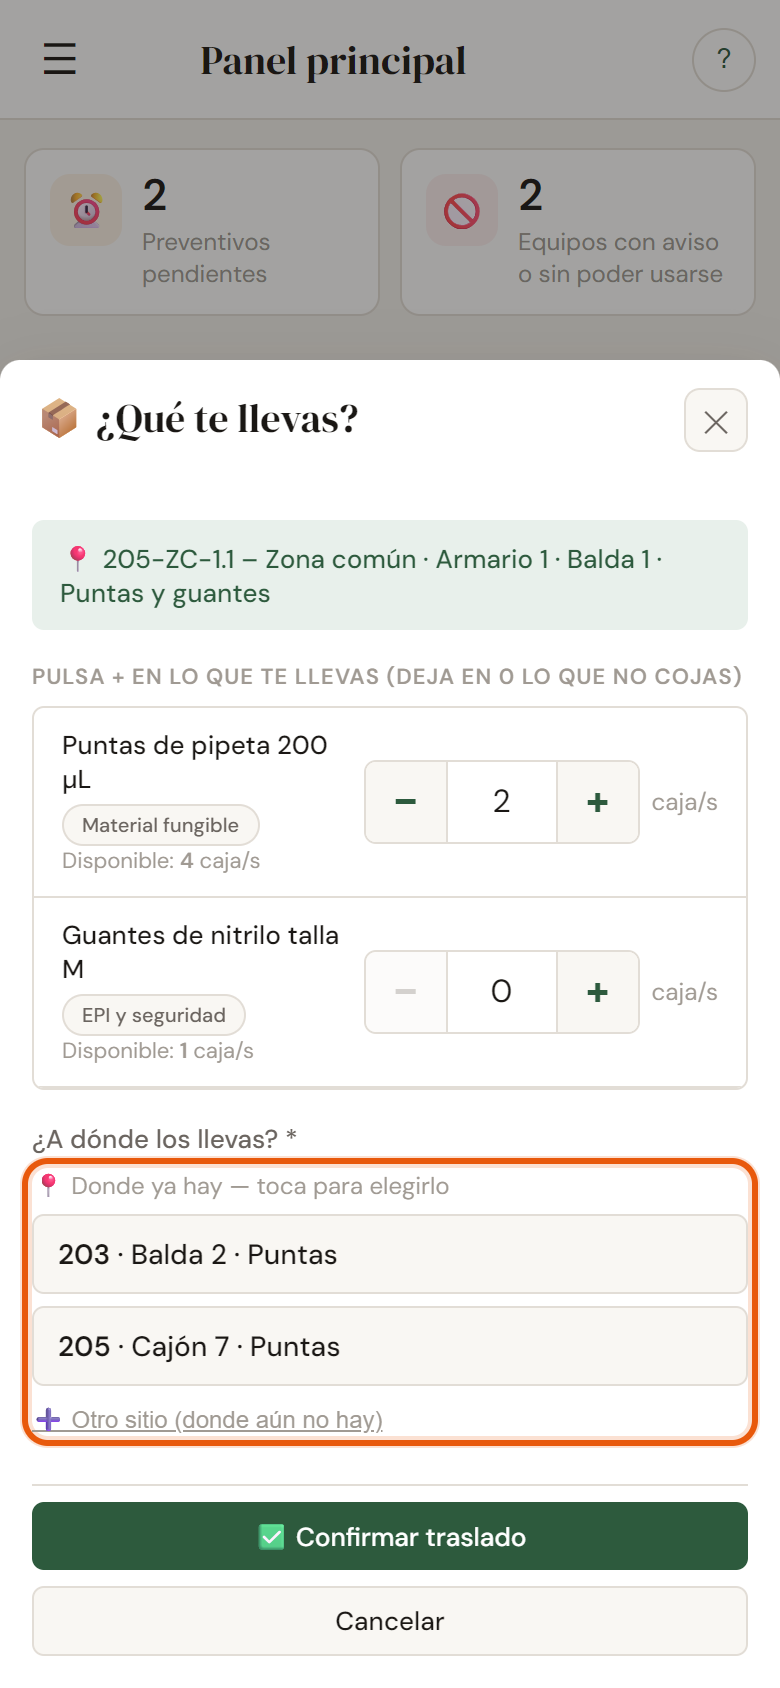 Panel principal
?
2
Preventivos
pendientes
2
Equipos con aviso
o sin poder usarse
¿Qué te llevas?
205-ZC-1.1 – Zona común · Armario 1 · Balda 1 ·
Puntas y guantes
PULSA + EN LO QUE TE LLEVAS (DEJA EN 0 LO QUE NO COJAS)
Puntas de pipeta 200
µL
Material fungible
Disponible: 4 caja/s
− 2 + caja/s
Guantes de nitrilo talla
M
EPI y seguridad
Disponible: 1 caja/s
− 0 + caja/s
¿A dónde los llevas? *
Donde ya hay — toca para elegirlo
203 · Balda 2 · Puntas
205 · Cajón 7 · Puntas
Otro sitio (donde aún no hay)
Confirmar traslado
Cancelar